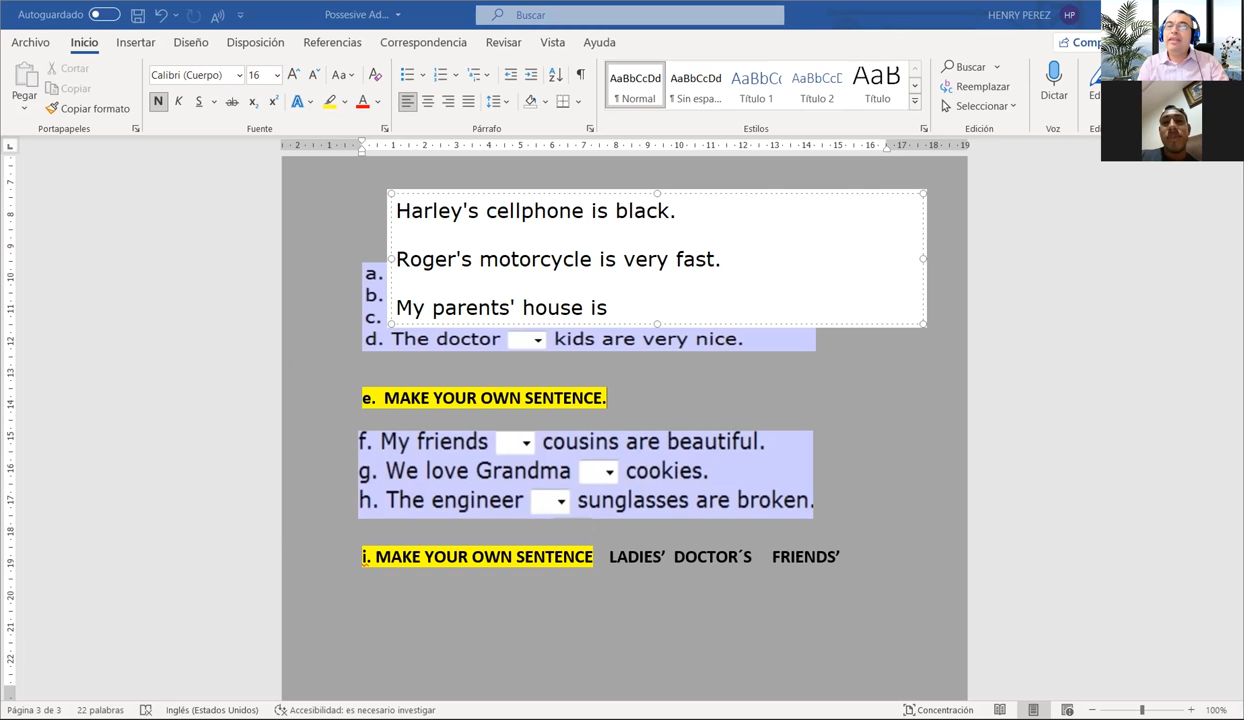 Autoguardado
Possesive Ad...
Buscar
HENRY PEREZ
HP
Archivo
Inicio
Insertar
Diseño
Disposición
Referencias
Correspondencia
Revisar
Vista
Ayuda
Pegar
Cortar
Copiar
Copiar formato
Portapapeles
Calibri (Cuerpo)
16
Fuente
Párrafo
AaBbCcDd
¶ Normal
AaBbCcDd
¶ Sin espa...
Título 1
Título 2
AaB
Título
Estilos
Buscar
Reemplazar
Seleccionar
Edición
Dictar
Voz
Harley's cellphone is black.
Roger's motorcycle is very fast.
My parents' house is
a.
b.
c.
d. The doctor kids are very nice.
e. MAKE YOUR OWN SENTENCE.
f. My friends cousins are beautiful.
g. We love Grandma cookies.
h. The engineer sunglasses are broken.
i. MAKE YOUR OWN SENTENCE LADIES’ DOCTOR´S FRIENDS’
Página 3 de 3
22 palabras
Inglés (Estados Unidos)
Accesibilidad: es necesario investigar
Concentración
100%